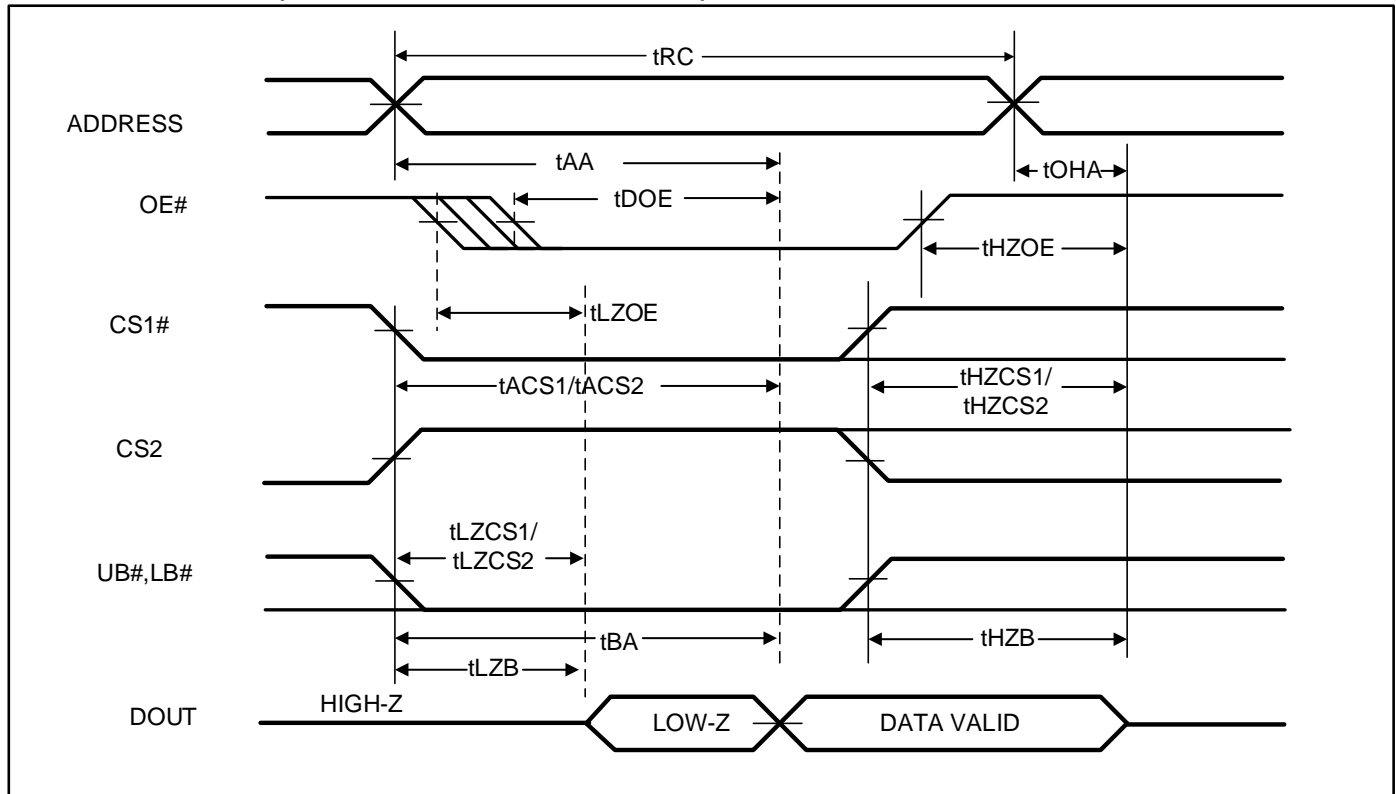 tRC
ADDRESS
tAA
tOHA
OE#
tDOE
tHZOE
CS1#
tLZOE
tACS1/tACS2
tHZCS1/
tHZCS2
CS2
tLZCS1/
tLZCS2
UB#,LB#
tBA
tHZB
tLZB
DOUT
HIGH-Z
LOW-Z
DATA VALID